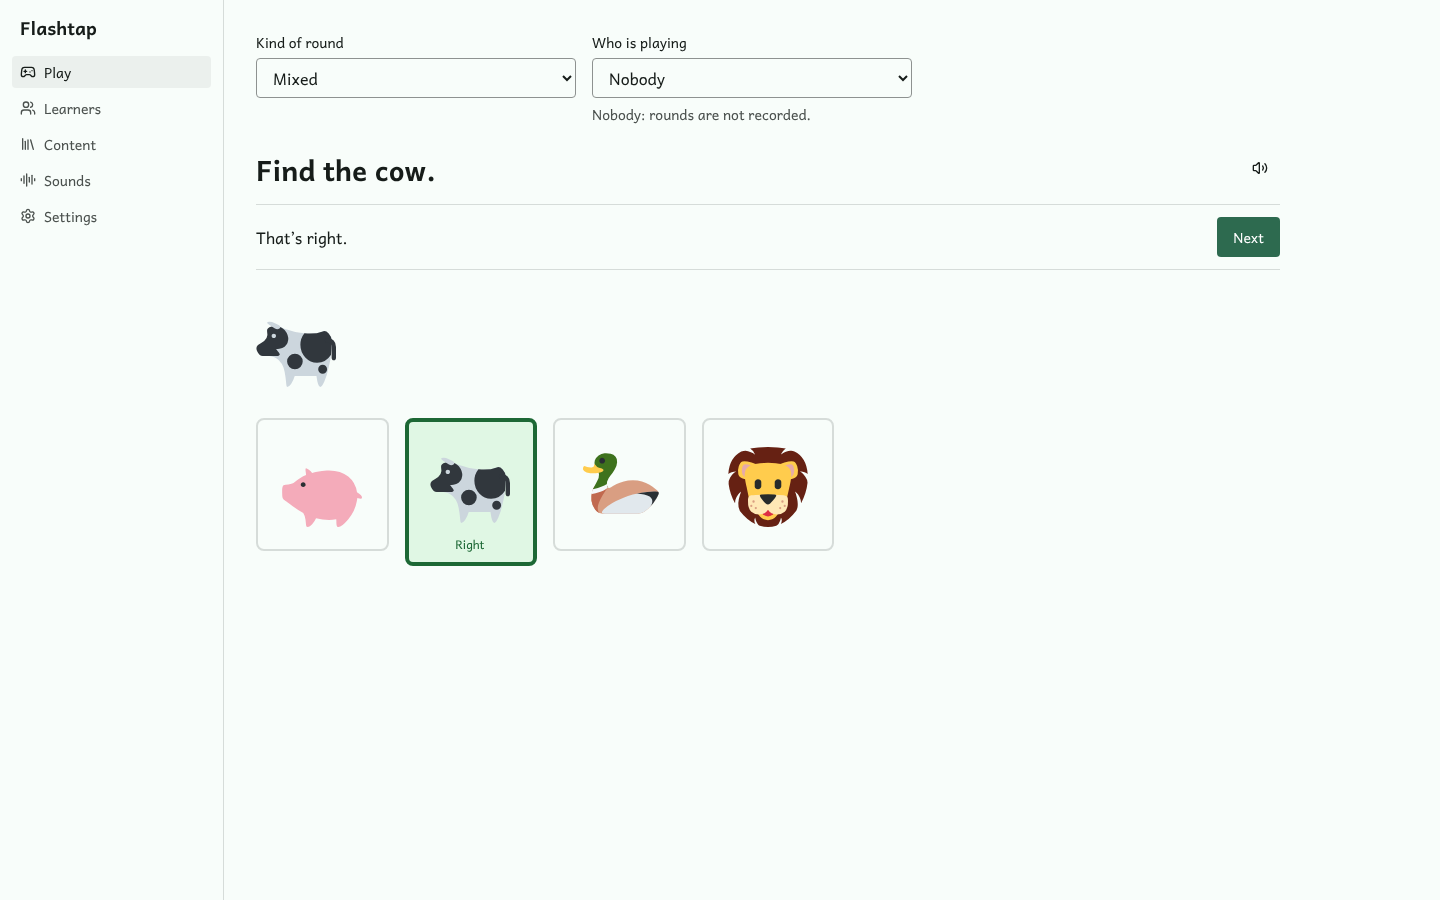 Flashtap
Play
Learners
Content
Sounds
Settings
Kind of round
Who is playing
Mixed
Nobody
Nobody: rounds are not recorded.
Find the cow.
That's right.
Next
Right